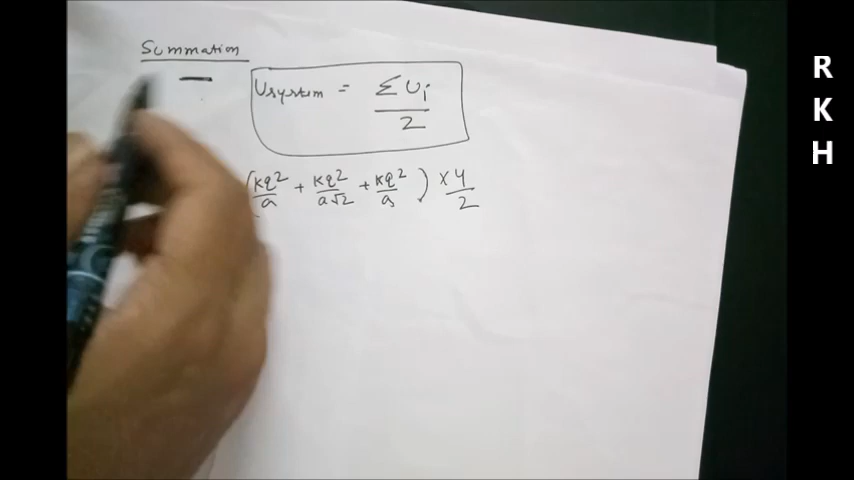 Summation
Usystem = ΣUi/2
(kq²/a + kq²/a√2 + kq²/a) × 4/2
R
K
H